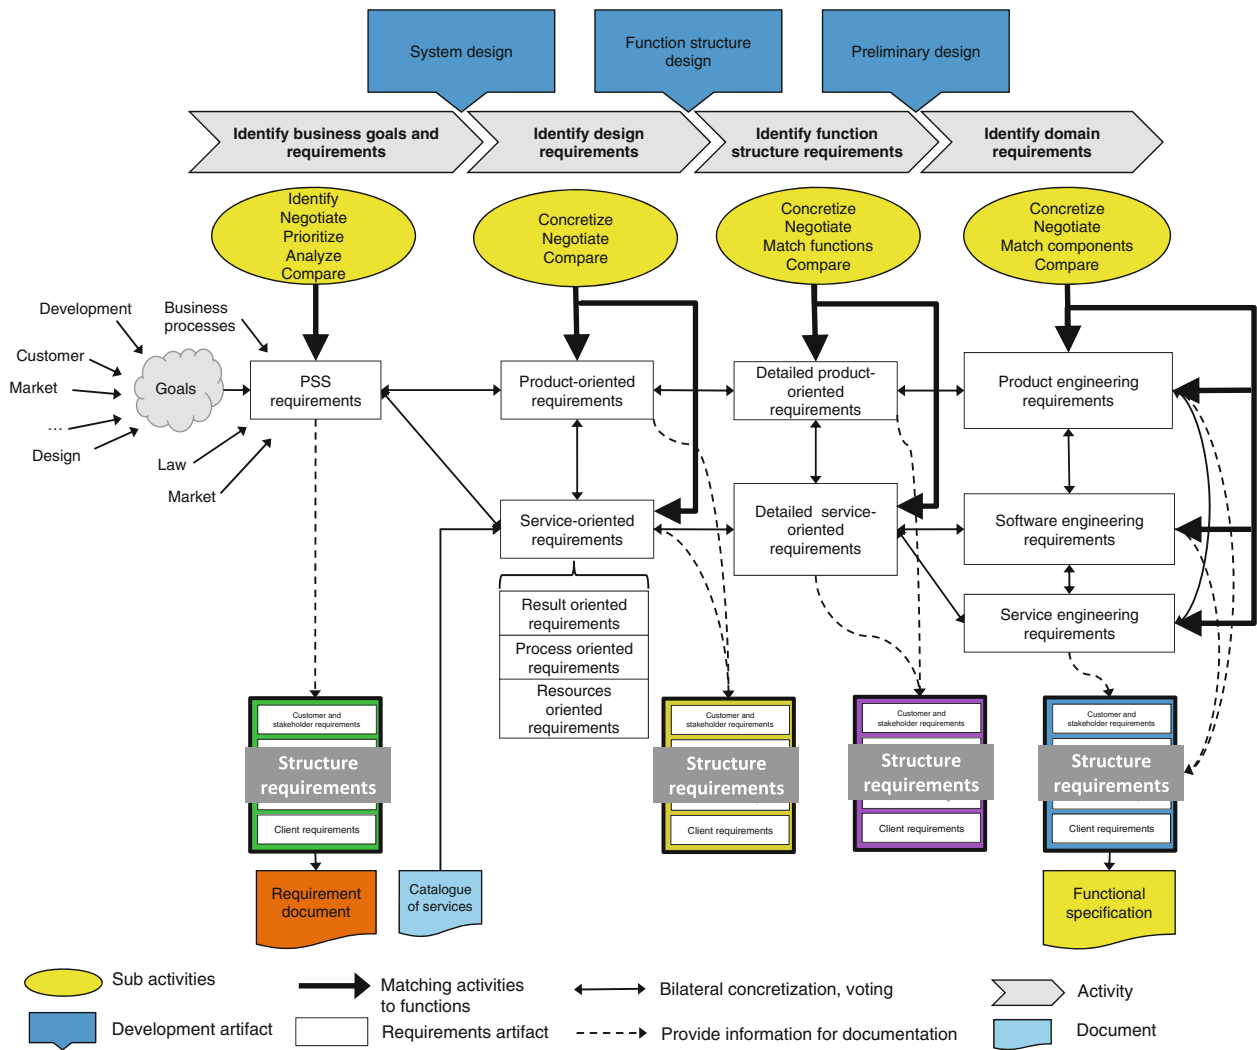 System design
Function structure
design
Preliminary design
Identify business goals and
requirements
Identify design
requirements
Identify function
structure requirements
Identify domain
requirements
Identify
Negotiate
Prioritize
Analyze
Compare
Concretize
Negotiate
Compare
Concretize
Negotiate
Match functions
Compare
Concretize
Negotiate
Match components
Compare
Development
Business
processes
Customer
Market
...
Design
Goals
Law
Market
PSS
requirements
Product-oriented
requirements
Detailed product-
oriented
requirements
Product engineering
requirements
Service-oriented
requirements
Detailed service-
oriented
requirements
Software engineering
requirements
Service engineering
requirements
Result oriented
requirements
Process oriented
requirements
Resources
oriented
requirements
Customer and
stakeholder requirements
Structure
requirements
Client requirements
Customer and
stakeholder requirements
Structure
requirements
Client requirements
Customer and
stakeholder requirements
Structure
requirements
Client requirements
Customer and
stakeholder requirements
Structure
requirements
Client requirements
Requirement
document
Catalogue
of services
Functional
specification
Sub activities
Matching activities
to functions
Bilateral concretization, voting
Activity
Development artifact
Requirements artifact
Provide information for documentation
Document